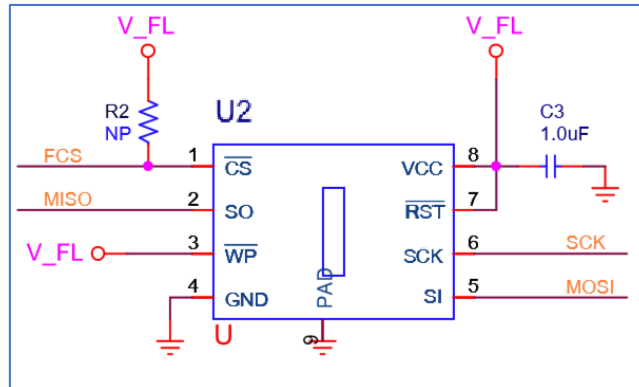 V_FL
V_FL
R2
NP
U2
C3
1.0uF
FCS
1
CS
VCC
8
MISO
2
SO
RST
7
V_FL
3
WP
SCK
6
SCK
4
GND
PAD
SI
5
MOSI
U
9